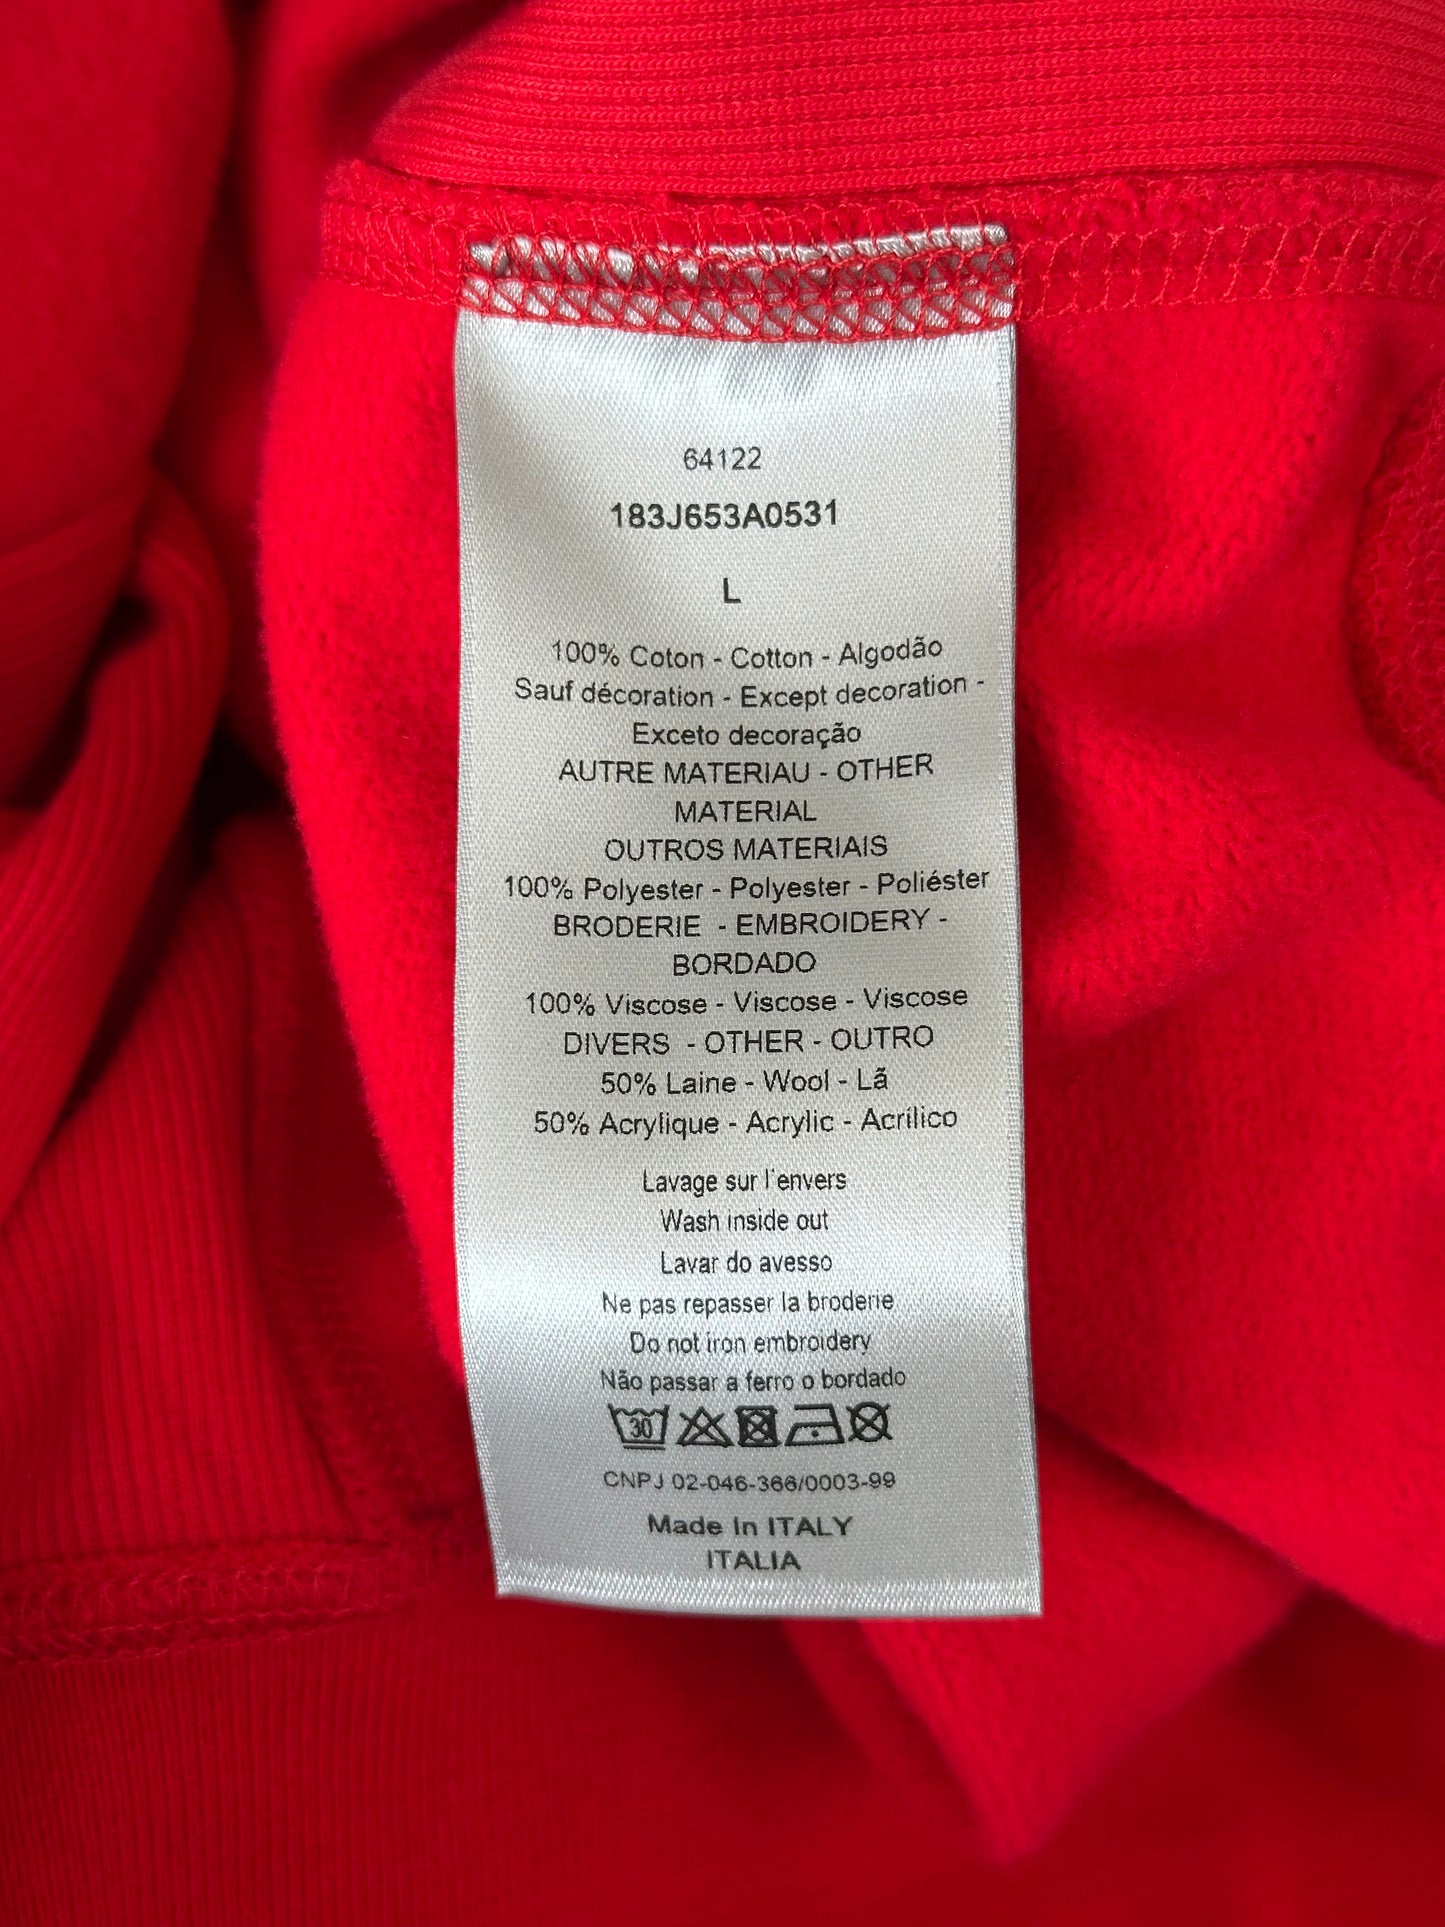 64122
183J653A0531
L
100% Coton - Cotton - Algodão
Sauf décoration - Except decoration -
Exceto decoração
AUTRE MATERIAU - OTHER
MATERIAL
OUTROS MATERIAIS
100% Polyester - Polyester - Poliéster
BRODERIE - EMBROIDERY -
BORDADO
100% Viscose - Viscose - Viscose
DIVERS - OTHER - OUTRO
50% Laine - Wool - Lã
50% Acrylique - Acrylic - Acrílico
Lavage sur l'envers
Wash inside out
Lavar do avesso
Ne pas repasser la broderie
Do not iron embroidery
Não passar a ferro o bordado
30
CNPJ 02-046-366/0003-99
Made In ITALY
ITALIA